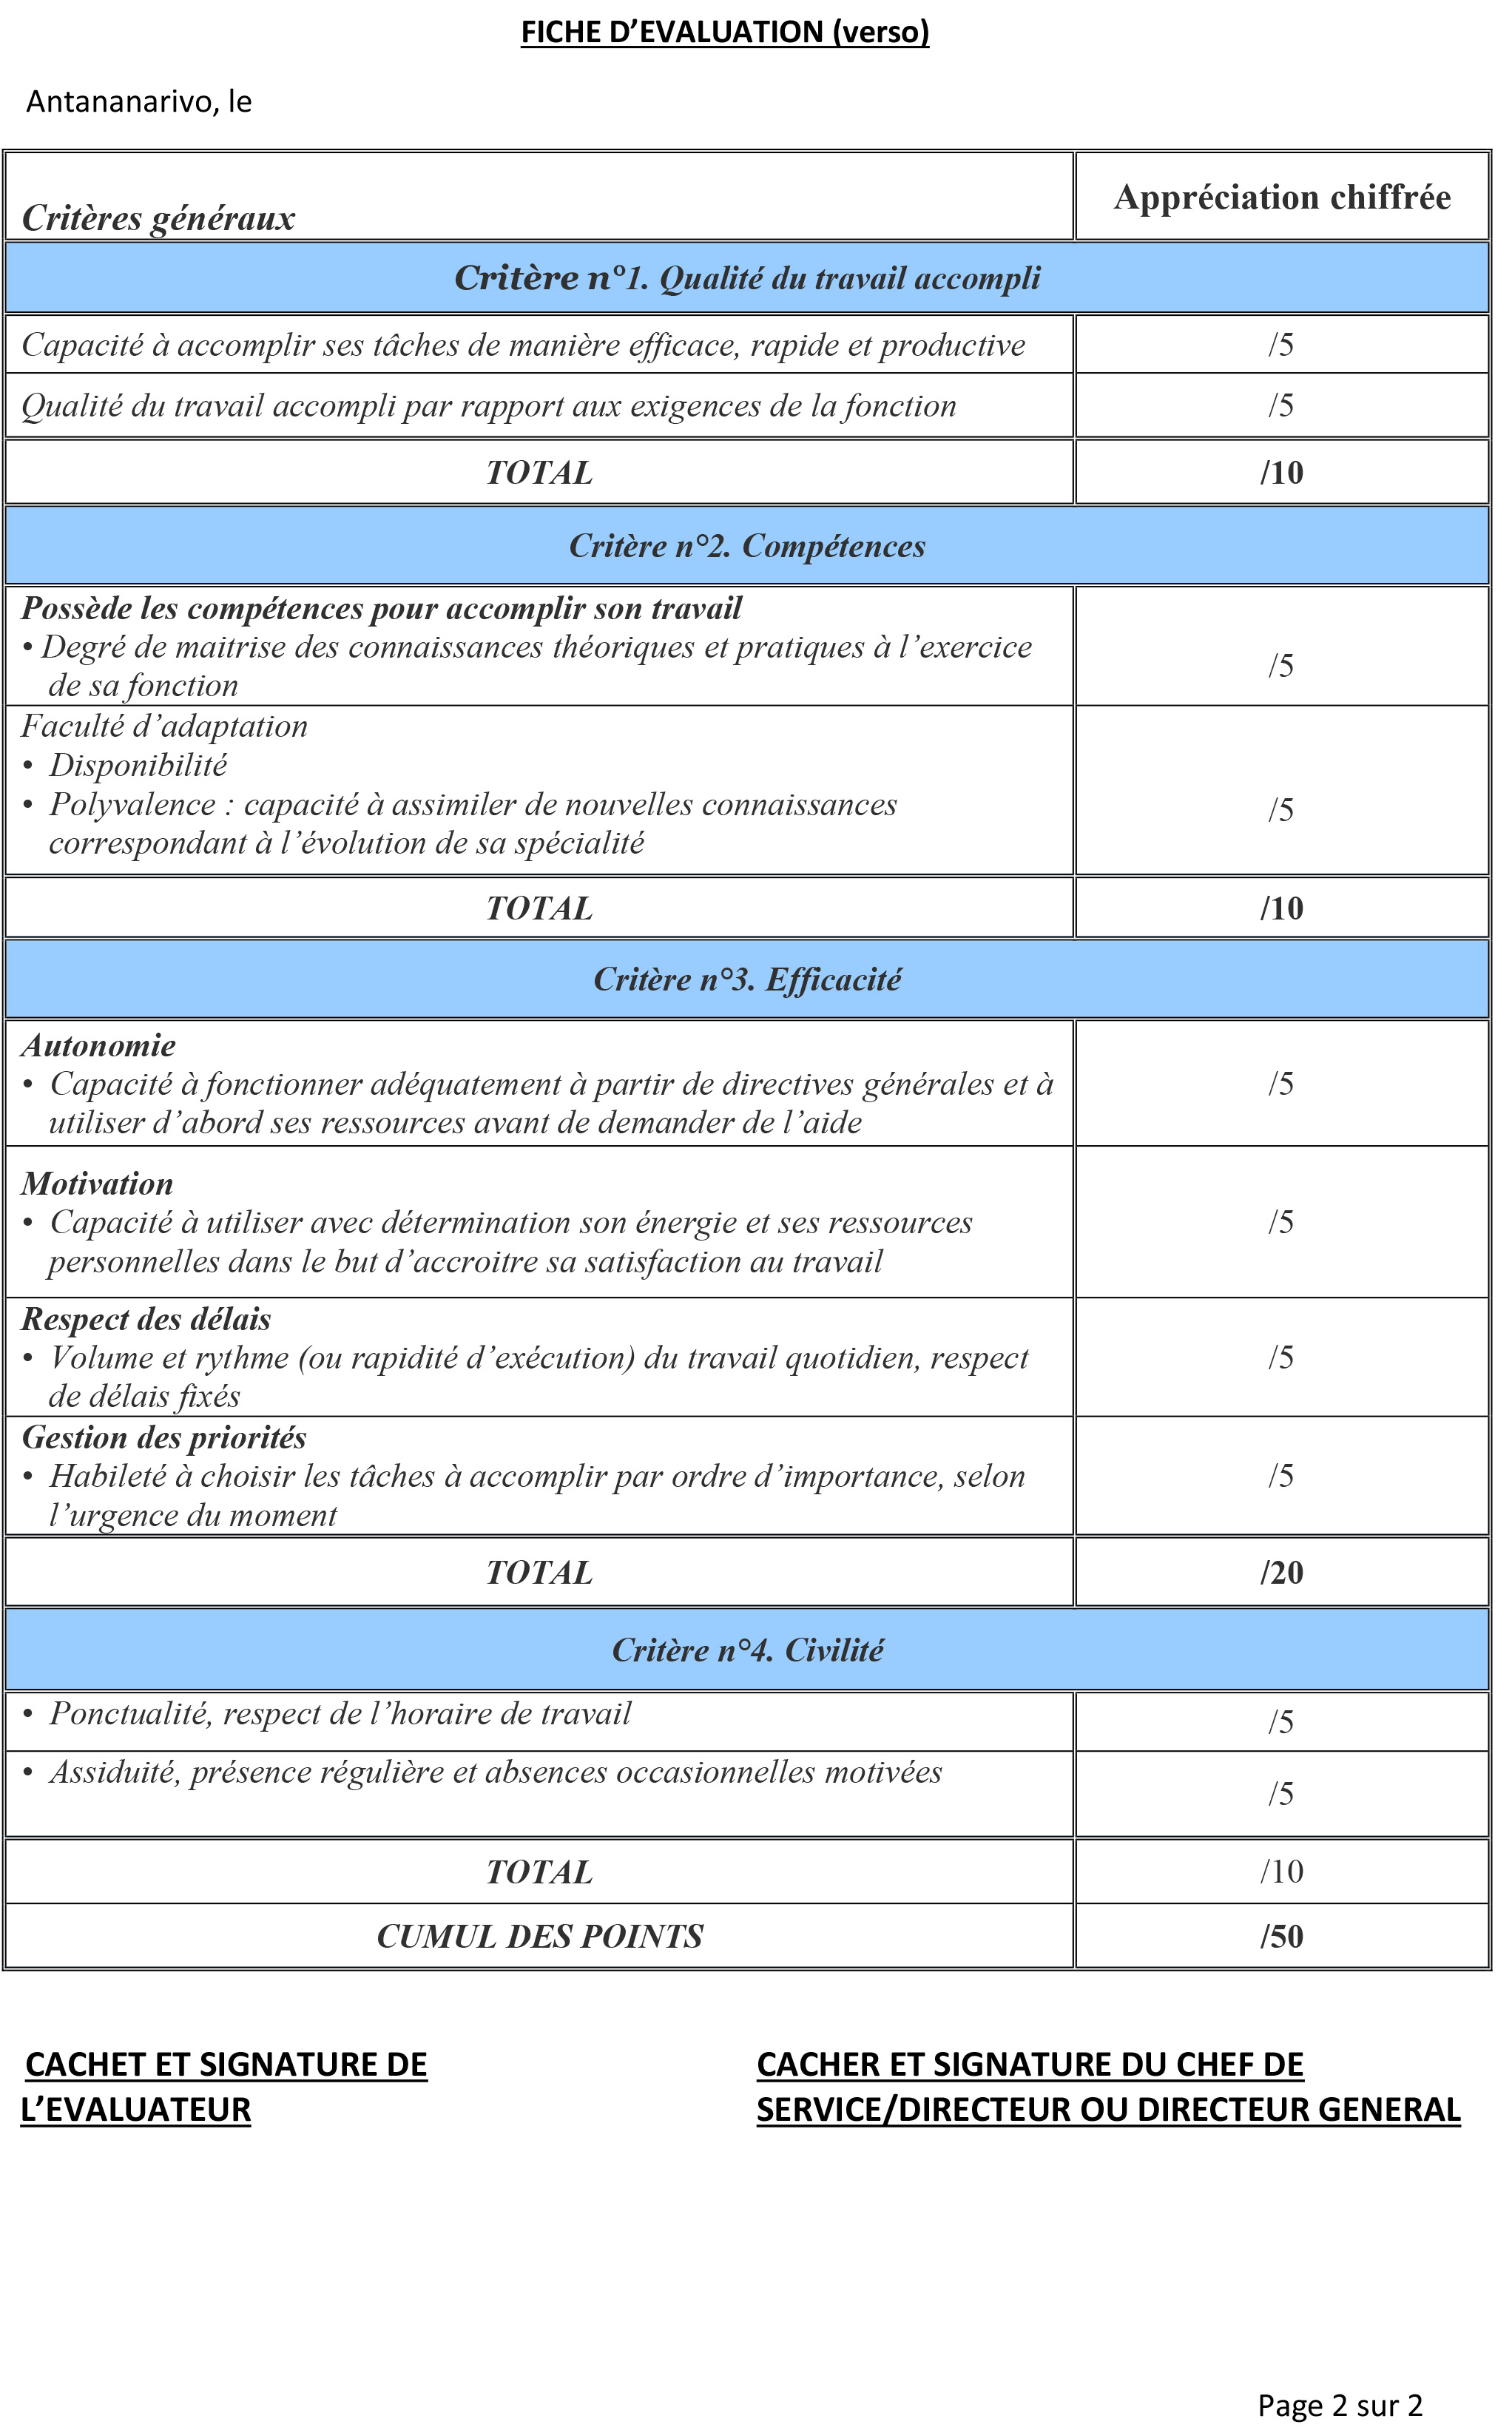 FICHE D’EVALUATION (verso)
Antananarivo, le
Critères généraux
Appréciation chiffrée
Critère n°1. Qualité du travail accompli
Capacité à accomplir ses tâches de manière efficace, rapide et productive
/5
Qualité du travail accompli par rapport aux exigences de la fonction
/5
TOTAL
/10
Critère n°2. Compétences
Possède les compétences pour accomplir son travail
• Degré de maitrise des connaissances théoriques et pratiques à l’exercice
de sa fonction
/5
Faculté d’adaptation
• Disponibilité
• Polyvalence : capacité à assimiler de nouvelles connaissances
correspondant à l’évolution de sa spécialité
/5
TOTAL
/10
Critère n°3. Efficacité
Autonomie
• Capacité à fonctionner adéquatement à partir de directives générales et à
utiliser d’abord ses ressources avant de demander de l’aide
/5
Motivation
• Capacité à utiliser avec détermination son énergie et ses ressources
personnelles dans le but d’accroitre sa satisfaction au travail
/5
Respect des délais
• Volume et rythme (ou rapidité d’exécution) du travail quotidien, respect
de délais fixés
/5
Gestion des priorités
• Habileté à choisir les tâches à accomplir par ordre d’importance, selon
l’urgence du moment
/5
TOTAL
/20
Critère n°4. Civilité
• Ponctualité, respect de l’horaire de travail
/5
• Assiduité, présence régulière et absences occasionnelles motivées
/5
TOTAL
/10
CUMUL DES POINTS
/50
CACHET ET SIGNATURE DE
L’EVALUATEUR
CACHER ET SIGNATURE DU CHEF DE
SERVICE/DIRECTEUR OU DIRECTEUR GENERAL
Page 2 sur 2